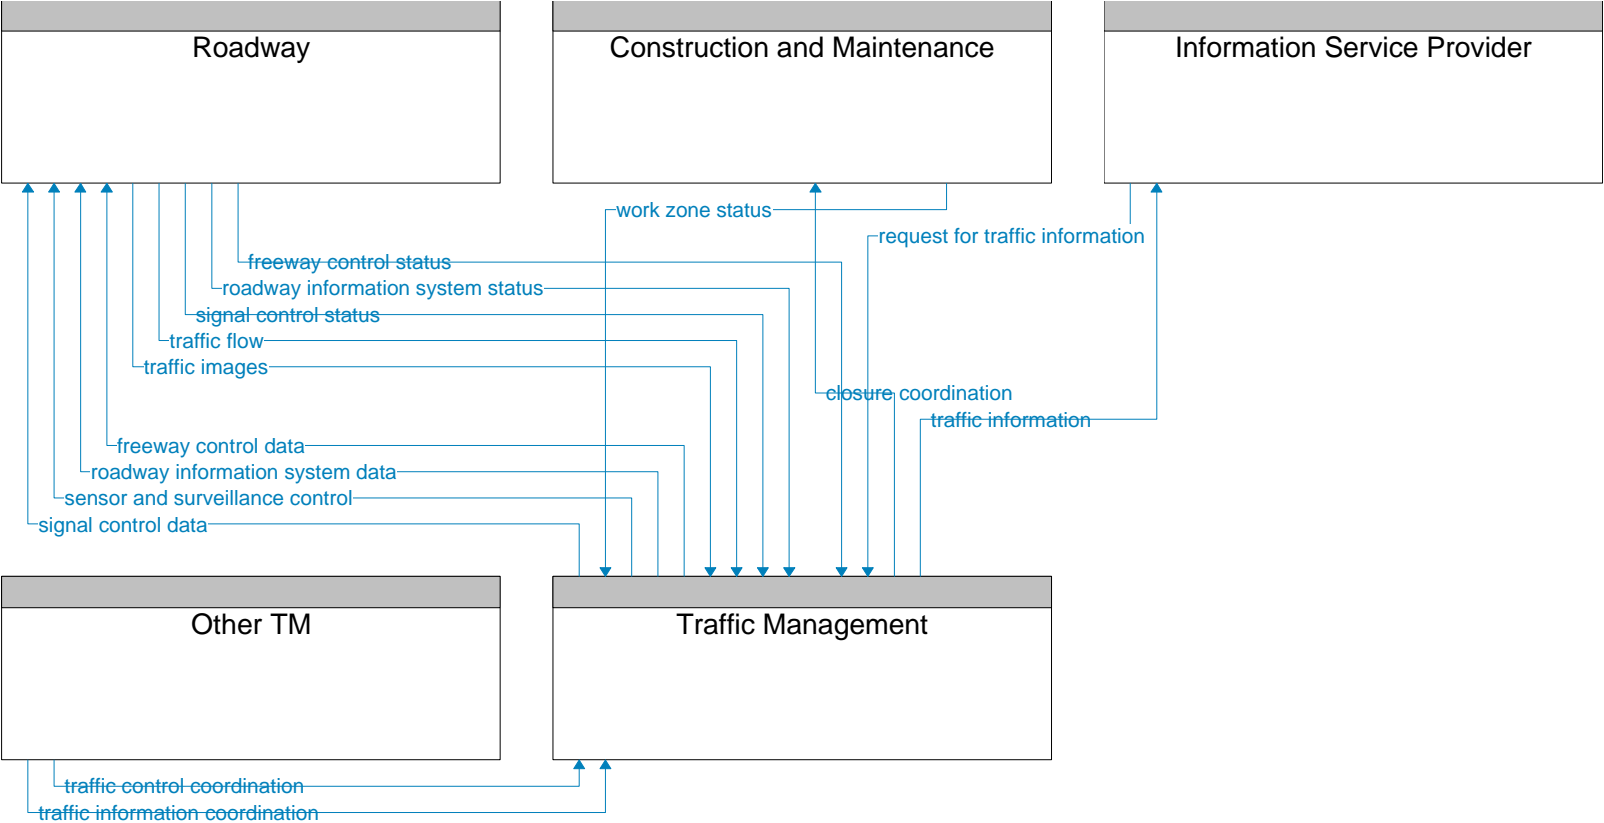 Roadway
Construction and Maintenance
Information Service Provider
work zone status
request for traffic information
freeway control status
roadway information system status
signal control status
traffic flow
traffic images
closure coordination
traffic information
freeway control data
roadway information system data
sensor and surveillance control
signal control data
Other TM
Traffic Management
traffic control coordination
traffic information coordination